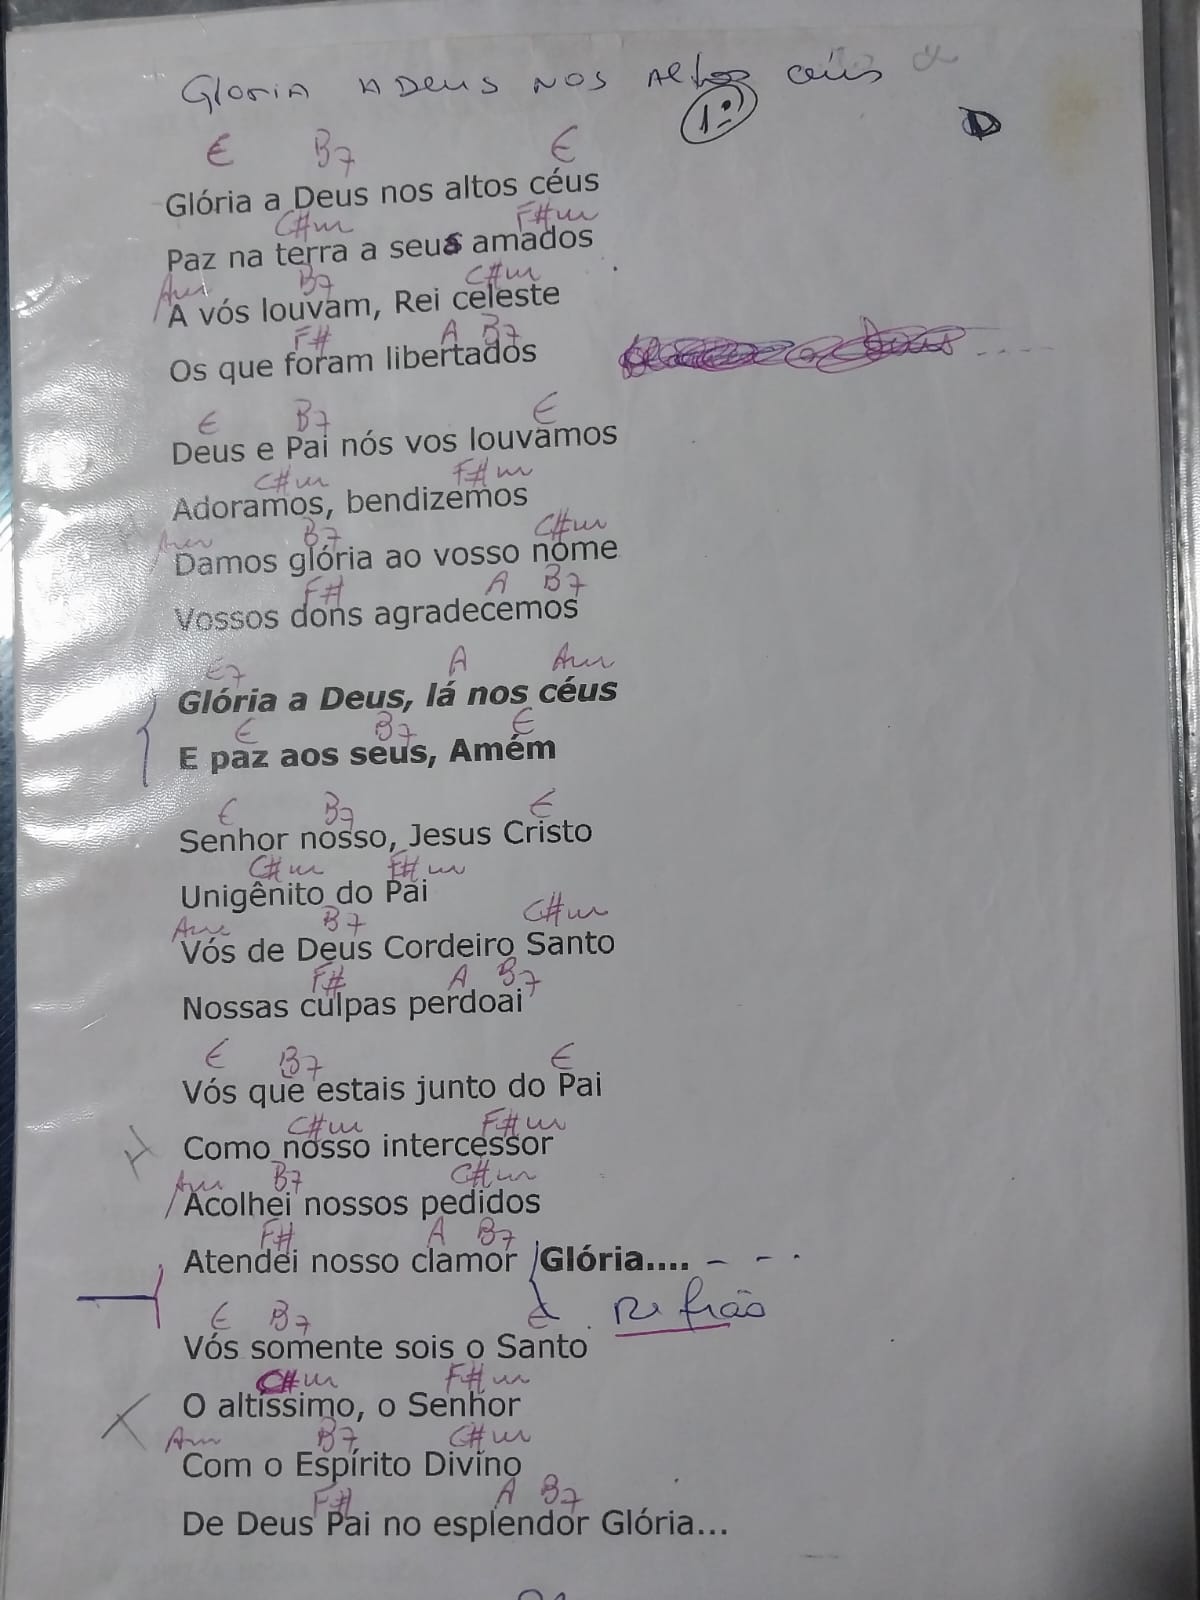 Gloria A Deus nos Altos céus
1º
D
E B7 E
Glória a Deus nos altos céus
C#m F#m
Paz na terra a seus amados
Am B7 C#m
A vós louvam, Rei celeste
F# A B7
Os que foram libertados
E B7 E
Deus e Pai nós vos louvamos
C#m F#m
Adoramos, bendizemos
Am B7 C#m
Damos glória ao vosso nome
F# A B7
Vossos dons agradecemos
E7 A Am
Glória a Deus, lá nos céus
E B7 E
E paz aos seus, Amém
E B7 E
Senhor nosso, Jesus Cristo
C#m F#m
Unigênito do Pai
Am B7 C#m
Vós de Deus Cordeiro Santo
F# A B7
Nossas culpas perdoai
E B7 E
Vós que estais junto do Pai
C#m F#m
Como nosso intercessor
Am B7 C#m
Acolhei nossos pedidos
F# A B7
Atendei nosso clamor Glória....
E B7 E Refrão
Vós somente sois o Santo
C#m F#m
O altíssimo, o Senhor
Am B7 C#m
Com o Espírito Divino
F# A B7
De Deus Pai no esplendor Glória...